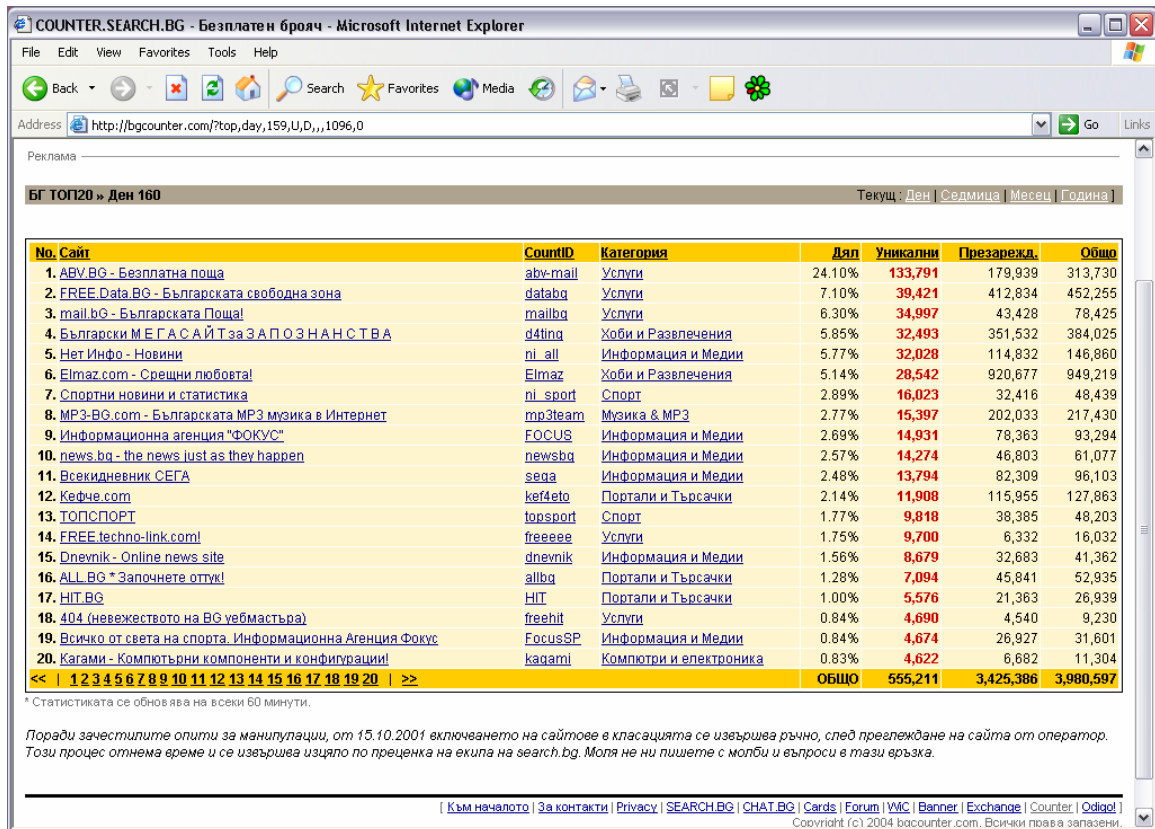 COUNTER.SEARCH.BG - Безплатен брояч - Microsoft Internet Explorer
File Edit View Favorites Tools Help
Back Search Favorites Media
Address http://bgcounter.com/?top,day,159,U,D,,,1096,0 Go Links
Реклама
БГ ТОП20 » Ден 160 Текущ : Ден | Седмица | Месец | Година ]
No. Сайт CountID Категория Дял Уникални Презарежд. Общо
1. ABV.BG - Безплатна поща abv-mail Услуги 24.10% 133,791 179,939 313,730
2. FREE.Data.BG - Българската свободна зона databg Услуги 7.10% 39,421 412,834 452,255
3. mail.bG - Българската Поща! mailbg Услуги 6.30% 34,997 43,428 78,425
4. Български М Е Г А С А Й Т за З А П О З Н А Н С Т В А d4ting Хоби и Развлечения 5.85% 32,493 351,532 384,025
5. Нет Инфо - Новини ni_all Информация и Медии 5.77% 32,028 114,832 146,860
6. Elmaz.com - Срещни любовта! Elmaz Хоби и Развлечения 5.14% 28,542 920,677 949,219
7. Спортни новини и статистика ni_sport Спорт 2.89% 16,023 32,416 48,439
8. MP3-BG.com - Българската MP3 музика в Интернет mp3team Музика & MP3 2.77% 15,397 202,033 217,430
9. Информационна агенция "ФОКУС" FOCUS Информация и Медии 2.69% 14,931 78,363 93,294
10. news.bg - the news just as they happen newsbg Информация и Медии 2.57% 14,274 46,803 61,077
11. Всекидневник СЕГА sega Информация и Медии 2.48% 13,794 82,309 96,103
12. Кефче.com kef4eto Портали и Търсачки 2.14% 11,908 115,955 127,863
13. ТОПСПОРТ topsport Спорт 1.77% 9,818 38,385 48,203
14. FREE.techno-link.com! freeeee Услуги 1.75% 9,700 6,332 16,032
15. Dnevnik - Online news site dnevnik Информация и Медии 1.56% 8,679 32,683 41,362
16. ALL.BG * Започнете оттук! allbg Портали и Търсачки 1.28% 7,094 45,841 52,935
17. HIT.BG HIT Портали и Търсачки 1.00% 5,576 21,363 26,939
18. 404 (невежеството на BG уебмастъра) freehit Услуги 0.84% 4,690 4,540 9,230
19. Всичко от света на спорта. Информационна Агенция Фокус FocusSP Информация и Медии 0.84% 4,674 26,927 31,601
20. Кагами - Компютърни компоненти и конфигурации! kagami Компютри и електроника 0.83% 4,622 6,682 11,304
<< | 1 2 3 4 5 6 7 8 9 10 11 12 13 14 15 16 17 18 19 20 | >> ОБЩО 555,211 3,425,386 3,980,597
* Статистиката се обновява на всеки 60 минути.
Поради зачестилите опити за манипулации, от 15.10.2001 включването на сайтове в класацията се извършва ръчно, след преглеждане на сайта от оператор.
Този процес отнема време и се извършва изцяло по преценка на екипа на search.bg. Моля не ни пишете с молби и въпроси в тази връзка.
[ Към началото | За контакти | Privacy | SEARCH.BG | CHAT.BG | Cards | Forum | WiC | Banner | Exchange | Counter | Odigo! ]
Copyright (c) 2004 bgcounter.com. Всички права запазени.